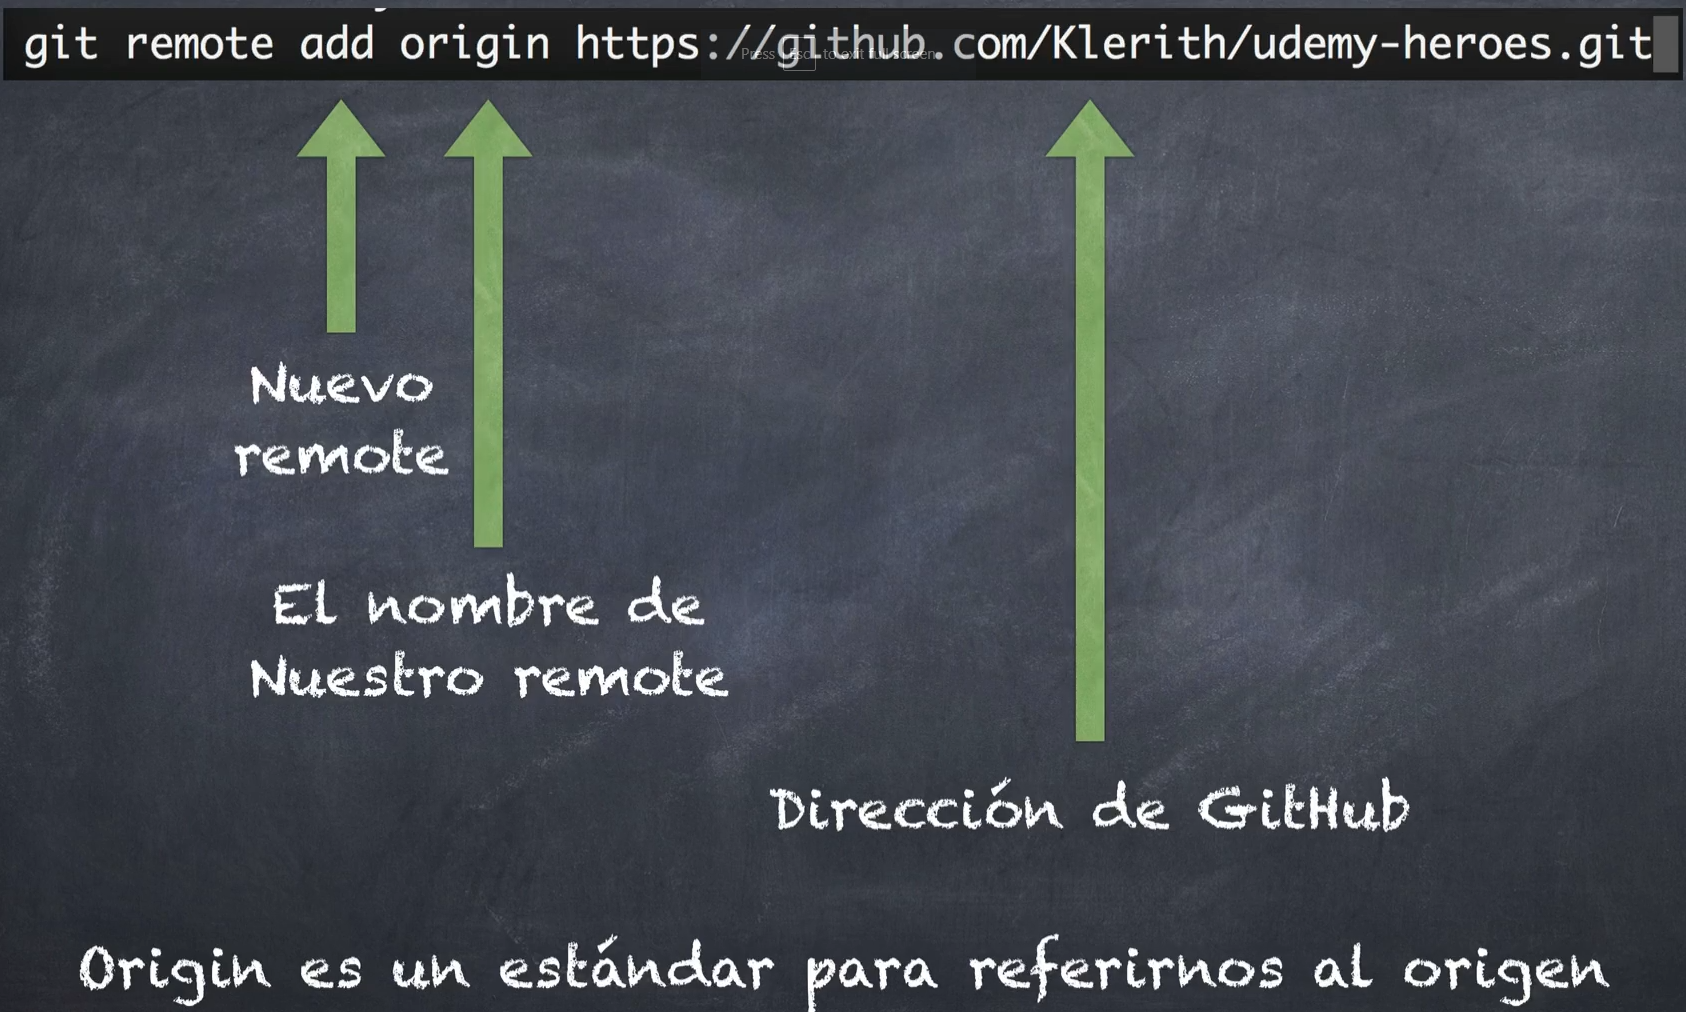 git remote add origin https://github.com/Klerith/udemy-heroes.git
Press Esc to exit full screen
Nuevo
remote
El nombre de
Nuestro remote
Dirección de GitHub
Origin es un estándar para referirnos al origen